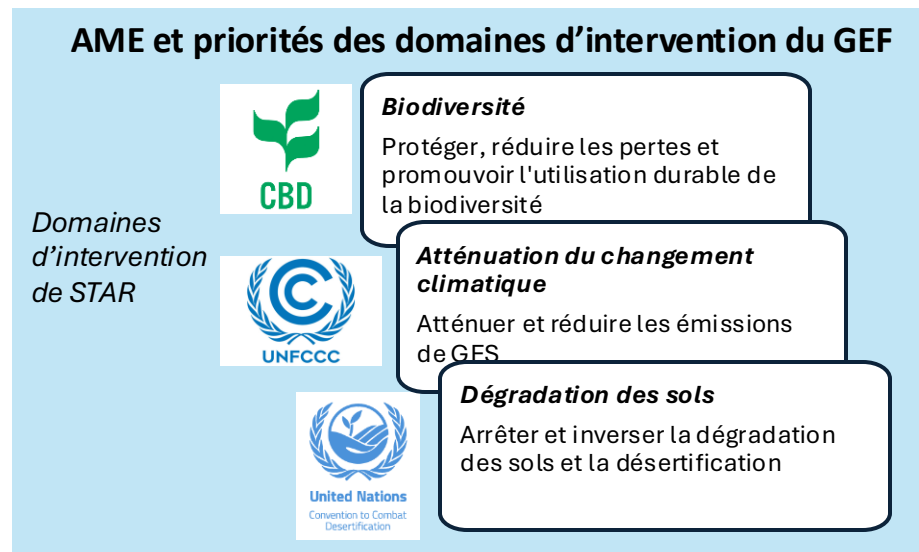 AME et priorités des domaines d’intervention du GEF
Biodiversité
Protéger, réduire les pertes et
promouvoir l'utilisation durable de
la biodiversité
CBD
Domaines
d’intervention
de STAR
Atténuation du changement
climatique
Atténuer et réduire les émissions
de GES
UNFCCC
Dégradation des sols
Arrêter et inverser la dégradation
des sols et la désertification
United Nations
Convention to Combat
Desertification